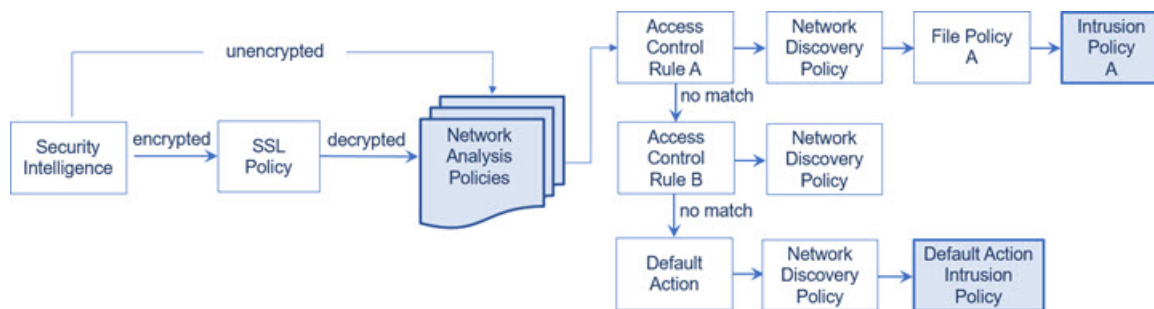 unencrypted
Security
Intelligence
encrypted
SSL
Policy
decrypted
Network
Analysis
Policies
Access
Control
Rule A
Network
Discovery
Policy
File Policy
A
Intrusion
Policy
A
no match
Access
Control
Rule B
Network
Discovery
Policy
no match
Default
Action
Network
Discovery
Policy
Default Action
Intrusion
Policy